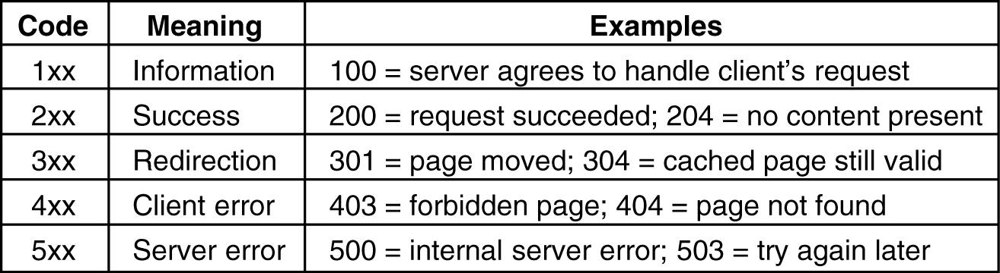 Code Meaning Examples
1xx Information 100 = server agrees to handle client’s request
2xx Success 200 = request succeeded; 204 = no content present
3xx Redirection 301 = page moved; 304 = cached page still valid
4xx Client error 403 = forbidden page; 404 = page not found
5xx Server error 500 = internal server error; 503 = try again later